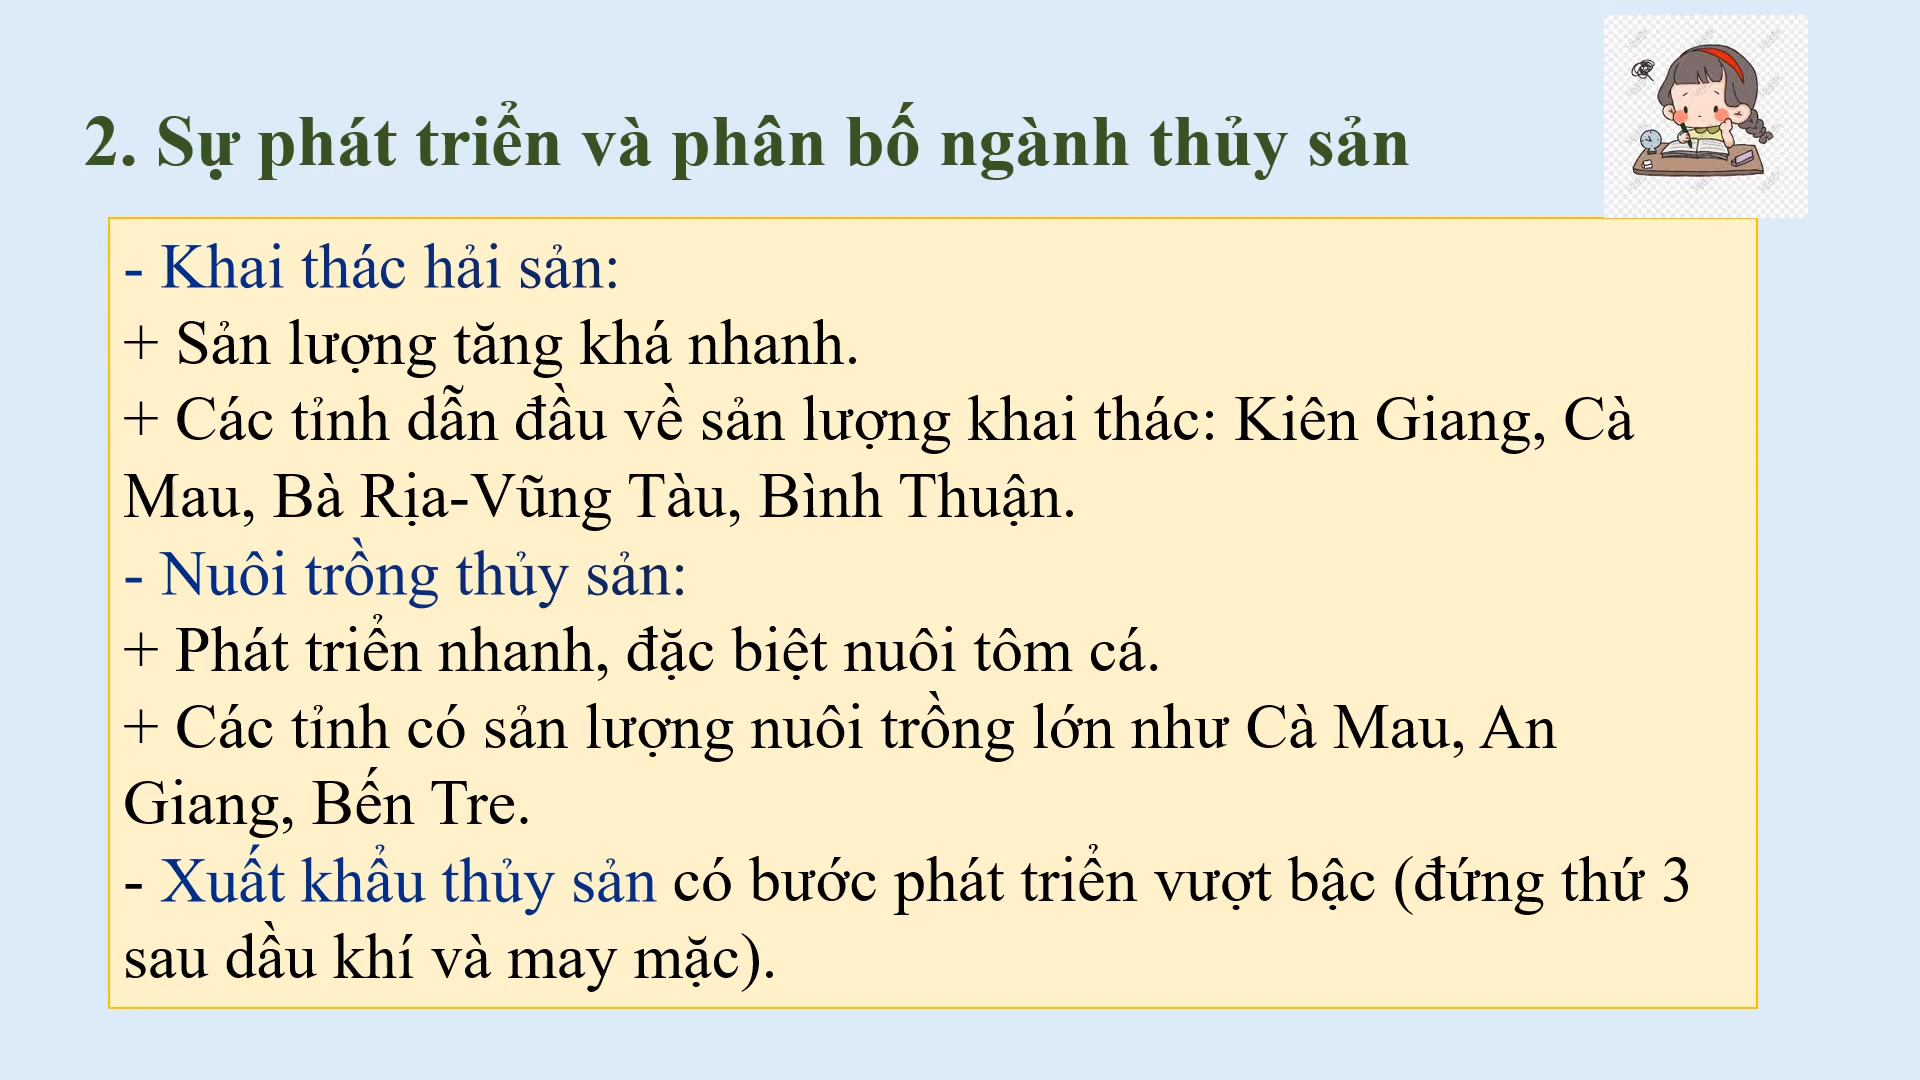 2. Sự phát triển và phân bố ngành thủy sản
- Khai thác hải sản:
+ Sản lượng tăng khá nhanh.
+ Các tỉnh dẫn đầu về sản lượng khai thác: Kiên Giang, Cà
Mau, Bà Rịa-Vũng Tàu, Bình Thuận.
- Nuôi trồng thủy sản:
+ Phát triển nhanh, đặc biệt nuôi tôm cá.
+ Các tỉnh có sản lượng nuôi trồng lớn như Cà Mau, An
Giang, Bến Tre.
- Xuất khẩu thủy sản có bước phát triển vượt bậc (đứng thứ 3
sau dầu khí và may mặc).